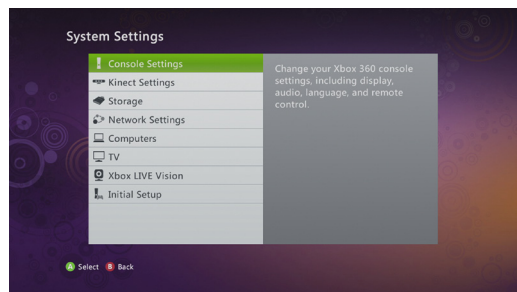 System Settings
Console Settings
Kinect Settings
Storage
Network Settings
Computers
TV
Xbox LIVE Vision
Initial Setup
Change your Xbox 360 console
settings, including display,
audio, language, and remote
control.
A Select B Back